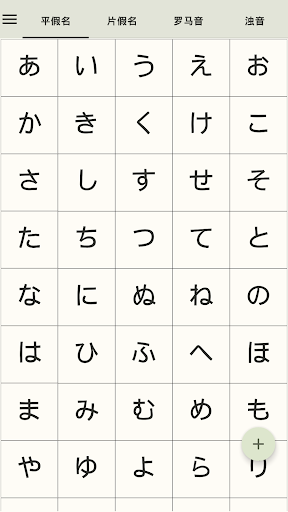 平假名 片假名 罗马音 浊音
あ い う え お
か き く け こ
さ し す せ そ
た ち つ て と
な に ぬ ね の
は ひ ふ へ ほ
ま み む め も
や ゆ よ ら り